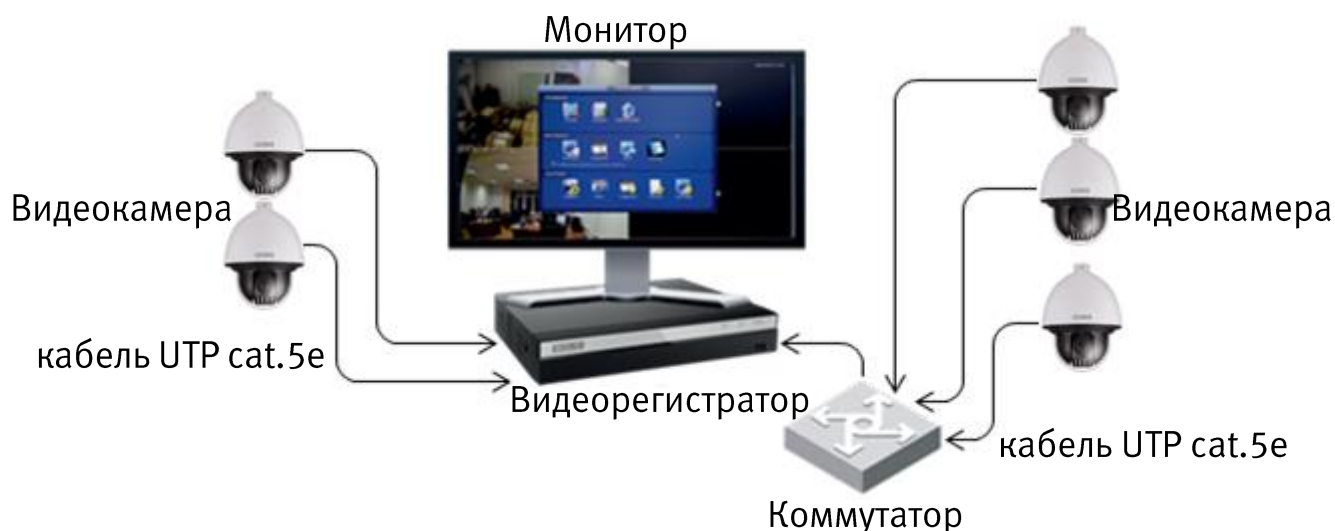 Монитор
Видеокамера
Видеокамера
кабель UTP cat.5e
Видеорегистратор
кабель UTP cat.5e
Коммутатор